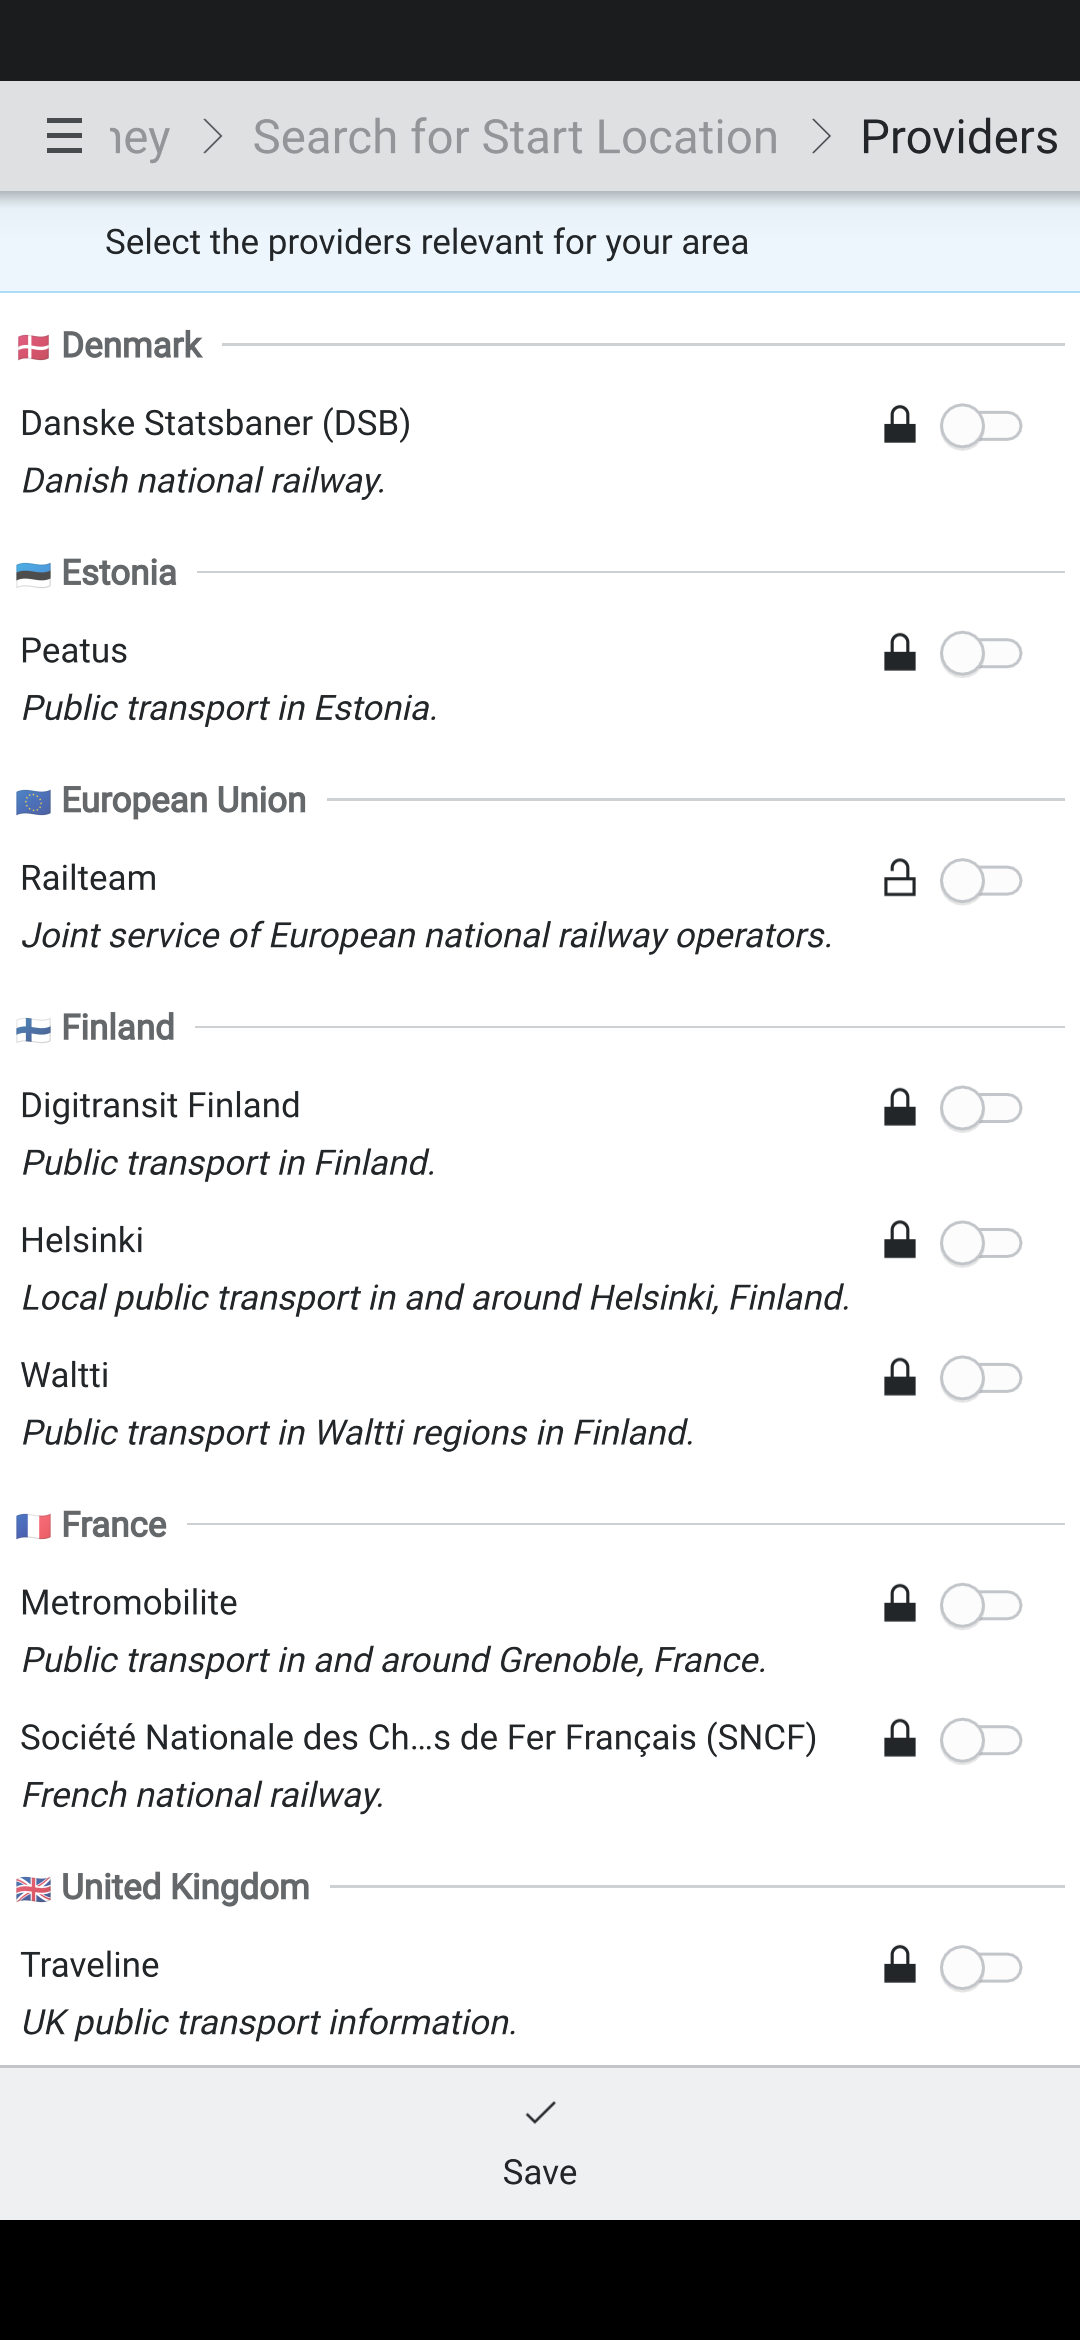 ney > Search for Start Location > Providers
Select the providers relevant for your area
Denmark
Danske Statsbaner (DSB)
Danish national railway.
Estonia
Peatus
Public transport in Estonia.
European Union
Railteam
Joint service of European national railway operators.
Finland
Digitransit Finland
Public transport in Finland.
Helsinki
Local public transport in and around Helsinki, Finland.
Waltti
Public transport in Waltti regions in Finland.
France
Metromobilite
Public transport in and around Grenoble, France.
Société Nationale des Ch…s de Fer Français (SNCF)
French national railway.
United Kingdom
Traveline
UK public transport information.
Save